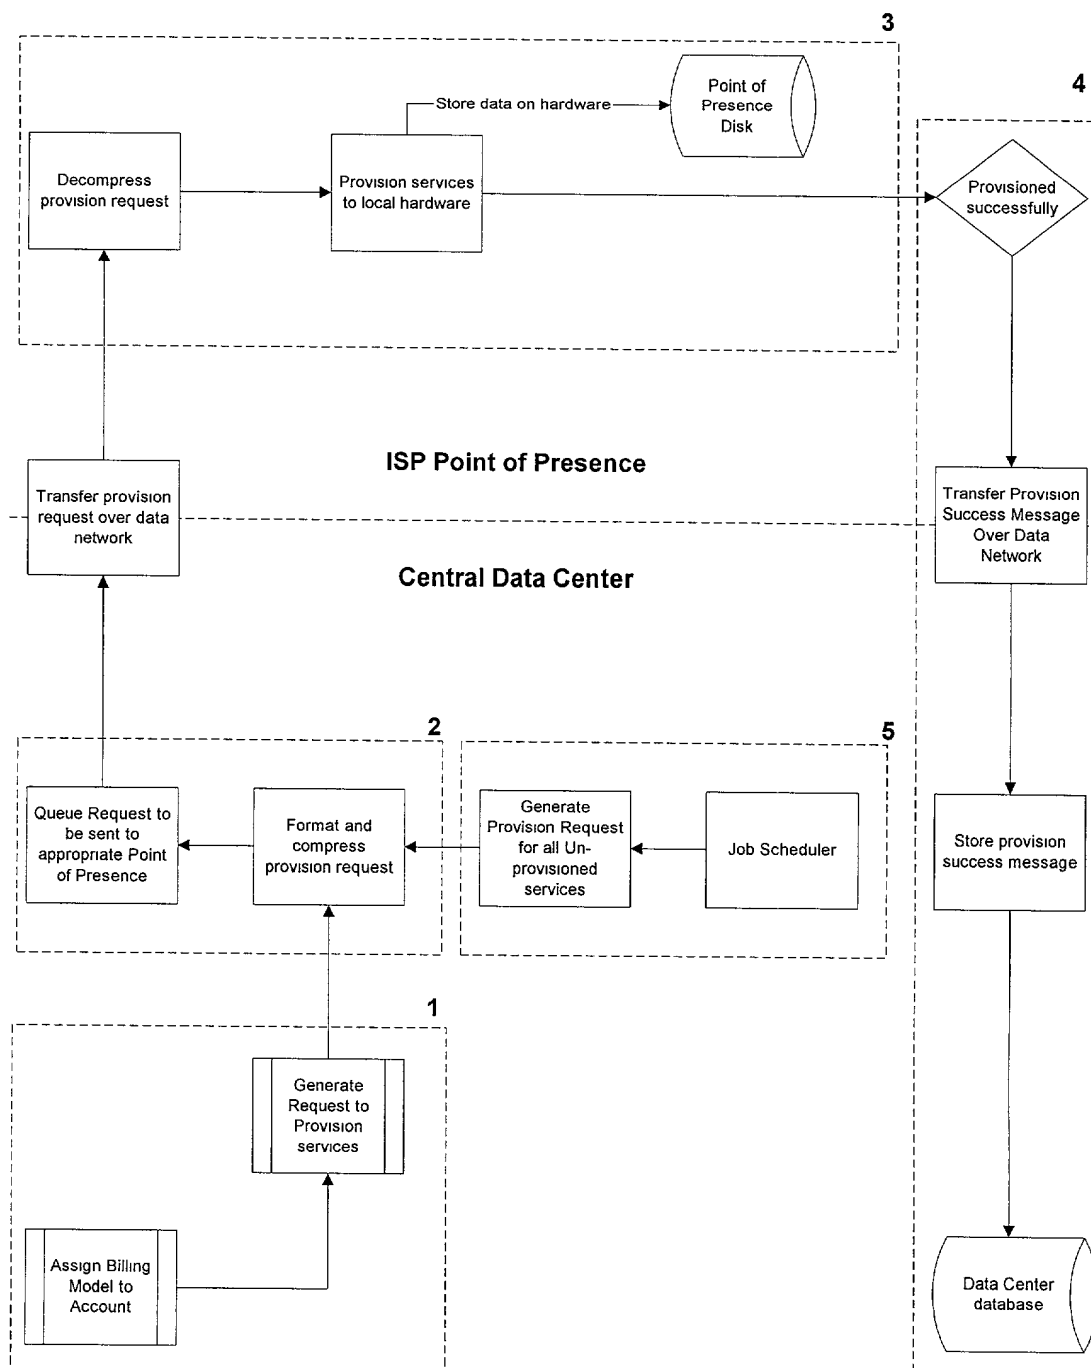 3
Store data on hardware
Point of
Presence
Disk
4
Decompress
provision request
Provision services
to local hardware
Provisioned
successfully
ISP Point of Presence
Transfer provision
request over data
network
Transfer Provision
Success Message
Over Data
Network
Central Data Center
2
5
Queue Request to
be sent to
appropriate Point
of Presence
Format and
compress
provision request
Generate
Provision Request
for all Un-
provisioned
services
Job Scheduler
Store provision
success message
1
Generate
Request to
Provision
services
Assign Billing
Model to
Account
Data Center
database